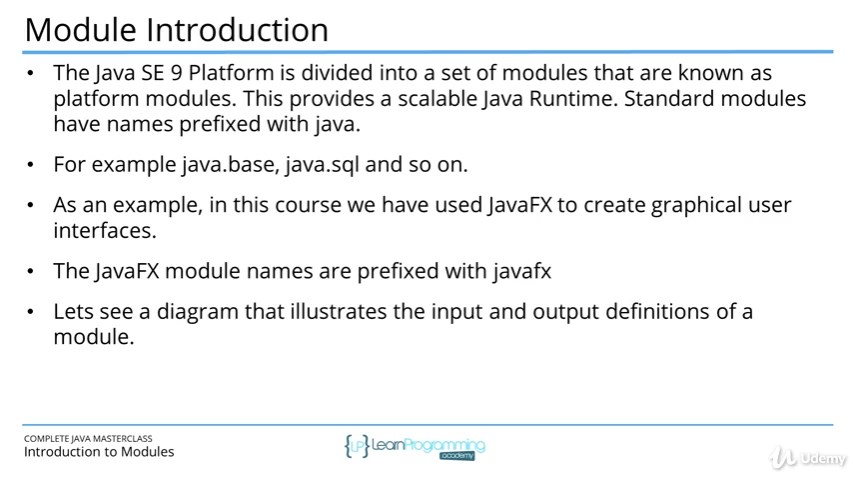 Module Introduction
• The Java SE 9 Platform is divided into a set of modules that are known as
platform modules. This provides a scalable Java Runtime. Standard modules
have names prefixed with java.
• For example java.base, java.sql and so on.
• As an example, in this course we have used JavaFX to create graphical user
interfaces.
• The JavaFX module names are prefixed with javafx
• Lets see a diagram that illustrates the input and output definitions of a
module.
COMPLETE JAVA MASTERCLASS
Introduction to Modules
{LP} LearnProgramming
academy
Udemy